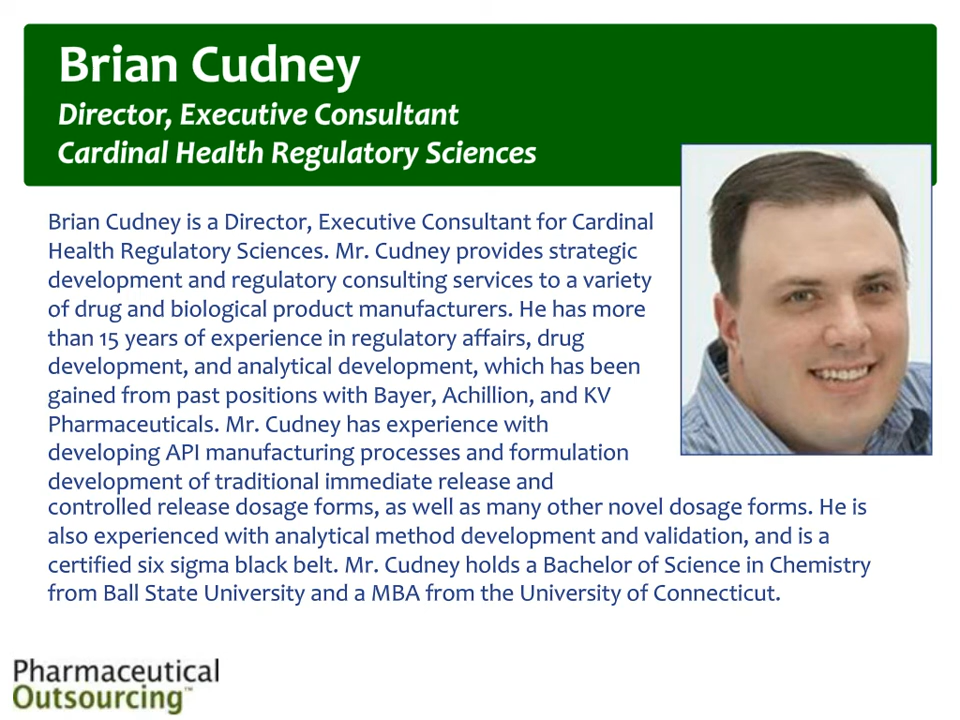 Brian Cudney
Director, Executive Consultant
Cardinal Health Regulatory Sciences
Brian Cudney is a Director, Executive Consultant for Cardinal
Health Regulatory Sciences. Mr. Cudney provides strategic
development and regulatory consulting services to a variety
of drug and biological product manufacturers. He has more
than 15 years of experience in regulatory affairs, drug
development, and analytical development, which has been
gained from past positions with Bayer, Achillion, and KV
Pharmaceuticals. Mr. Cudney has experience with
developing API manufacturing processes and formulation
development of traditional immediate release and
controlled release dosage forms, as well as many other novel dosage forms. He is
also experienced with analytical method development and validation, and is a
certified six sigma black belt. Mr. Cudney holds a Bachelor of Science in Chemistry
from Ball State University and a MBA from the University of Connecticut.
Pharmaceutical
Outsourcing™